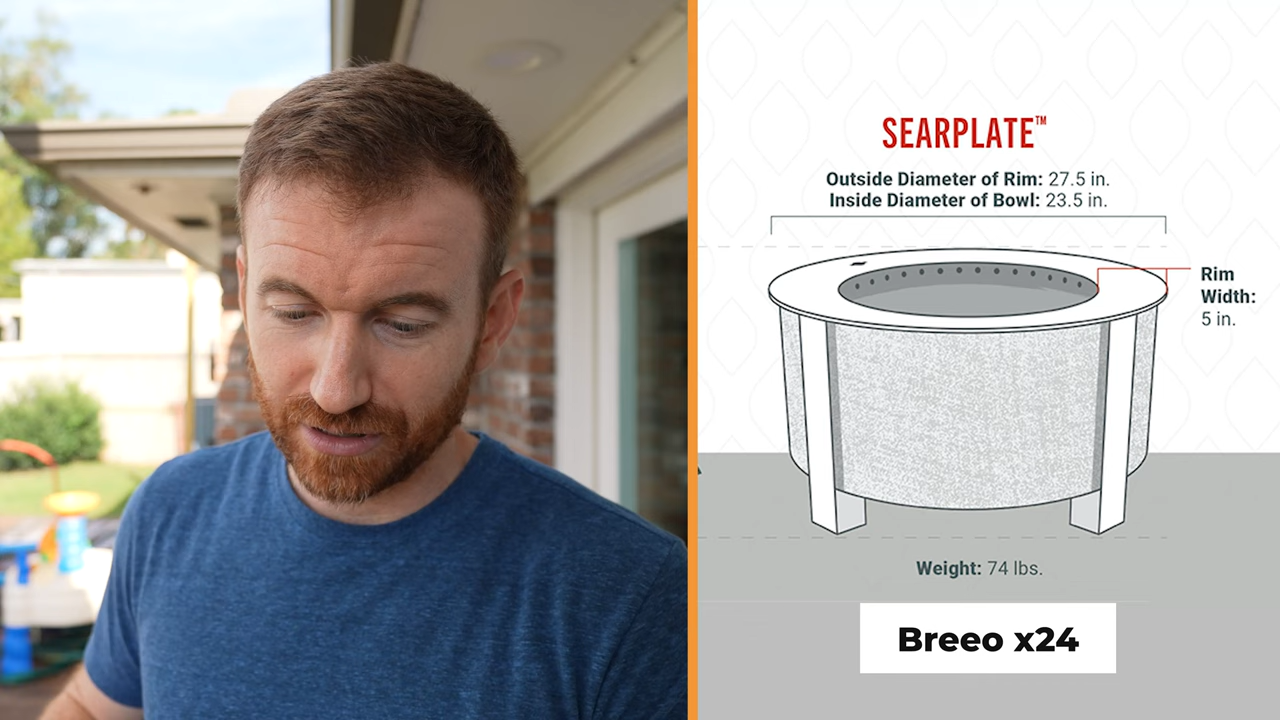 SEARPLATE™
Outside Diameter of Rim: 27.5 in.
Inside Diameter of Bowl: 23.5 in.
Rim
Width:
5 in.
Weight: 74 lbs.
Breeo x24